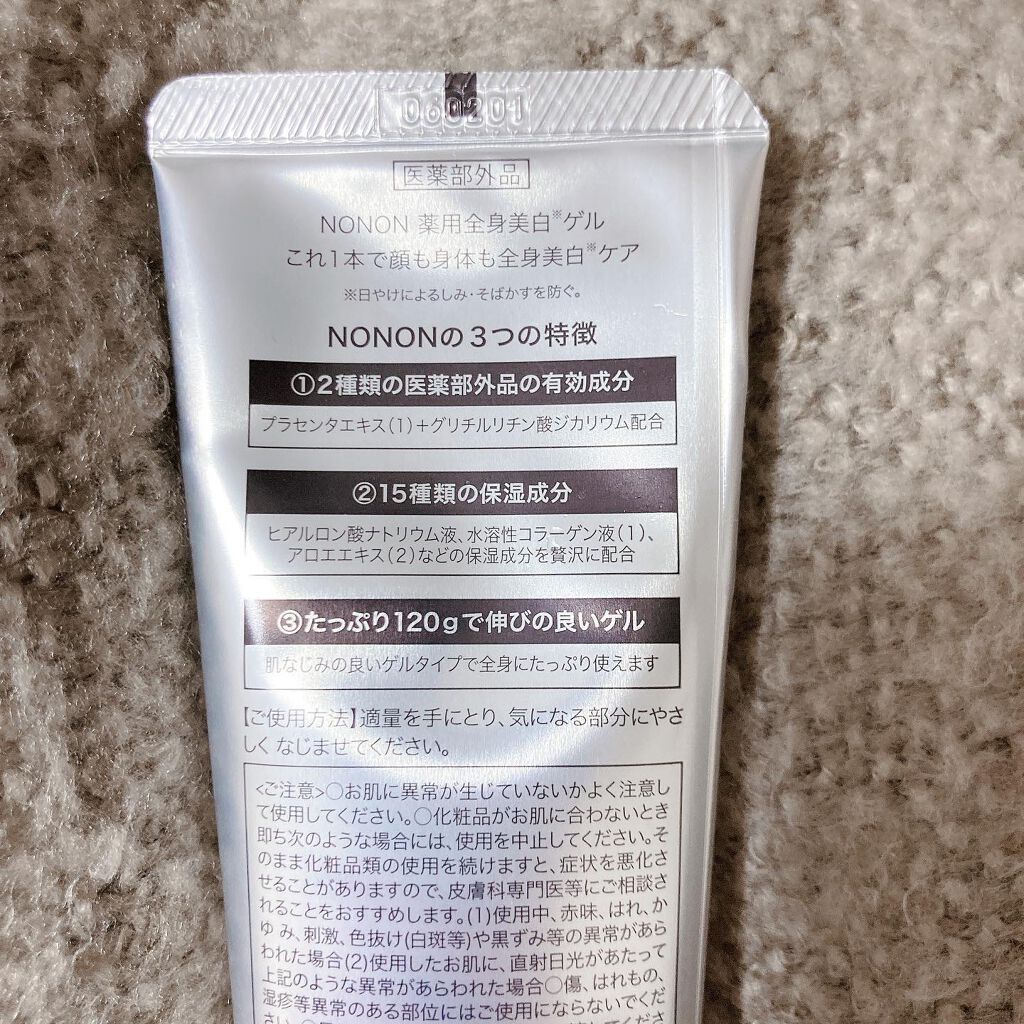 060201
医薬部外品
NONON 薬用全身美白※ゲル
これ1本で顔も身体も全身美白※ケア
※日やけによるしみ・そばかすを防ぐ。
NONONの3つの特徴
①2種類の医薬部外品の有効成分
プラセンタエキス(1)+グリチルリチン酸ジカリウム配合
②15種類の保湿成分
ヒアルロン酸ナトリウム液、水溶性コラーゲン液(1)、
アロエエキス(2)などの保湿成分を贅沢に配合
③たっぷり120gで伸びの良いゲル
肌なじみの良いゲルタイプで全身にたっぷり使えます
【ご使用方法】適量を手にとり、気になる部分にやさ
しくなじませてください。
<ご注意>○お肌に異常が生じていないかよく注意し
て使用してください。○化粧品がお肌に合わないとき
即ち次のような場合には、使用を中止してください。そ
のまま化粧品類の使用を続けますと、症状を悪化さ
せることがありますので、皮膚科専門医等にご相談さ
れることをおすすめします。(1)使用中、赤味、はれ、か
ゆみ、刺激、色抜け(白斑等)や黒ずみ等の異常があら
われた場合(2)使用したお肌に、直射日光があたって
上記のような異常があらわれた場合○傷、はれもの、
湿疹等異常のある部位にはご使用にならないでくだ
さい。